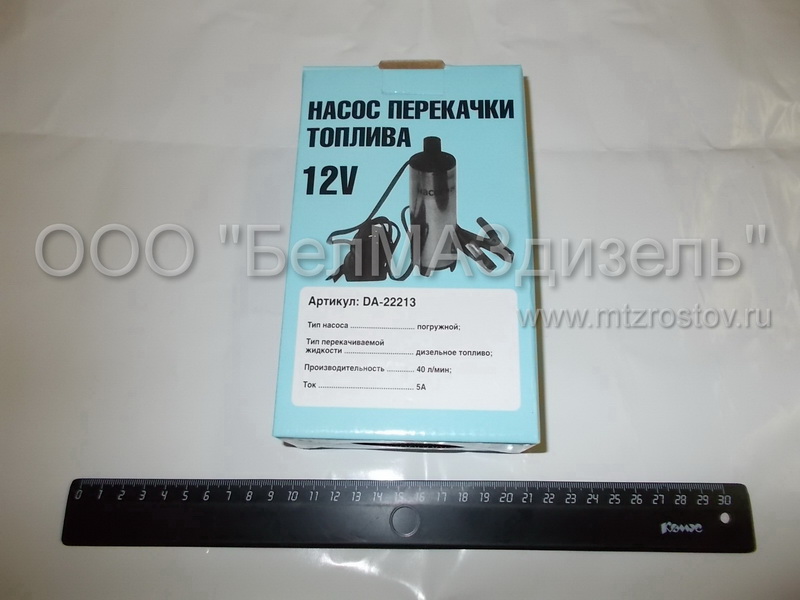 НАСОС ПЕРЕКАЧКИ
ТОПЛИВА
12V
ООО "БелМАЗдизель"
www.mtzrostov.ru
Артикул: DA-22213
Тип насоса ................................ погружной;
Тип перекачиваемой
жидкости ................................ дизельное топливо;
Производительность .......................... 40 л/мин;
Ток ................................................ 5А
0 1 2 3 4 5 6 7 8 9 10 11 12 13 14 15 16 17 18 19 20 21 22 23 24 25 26 27 28 29 30
Комус